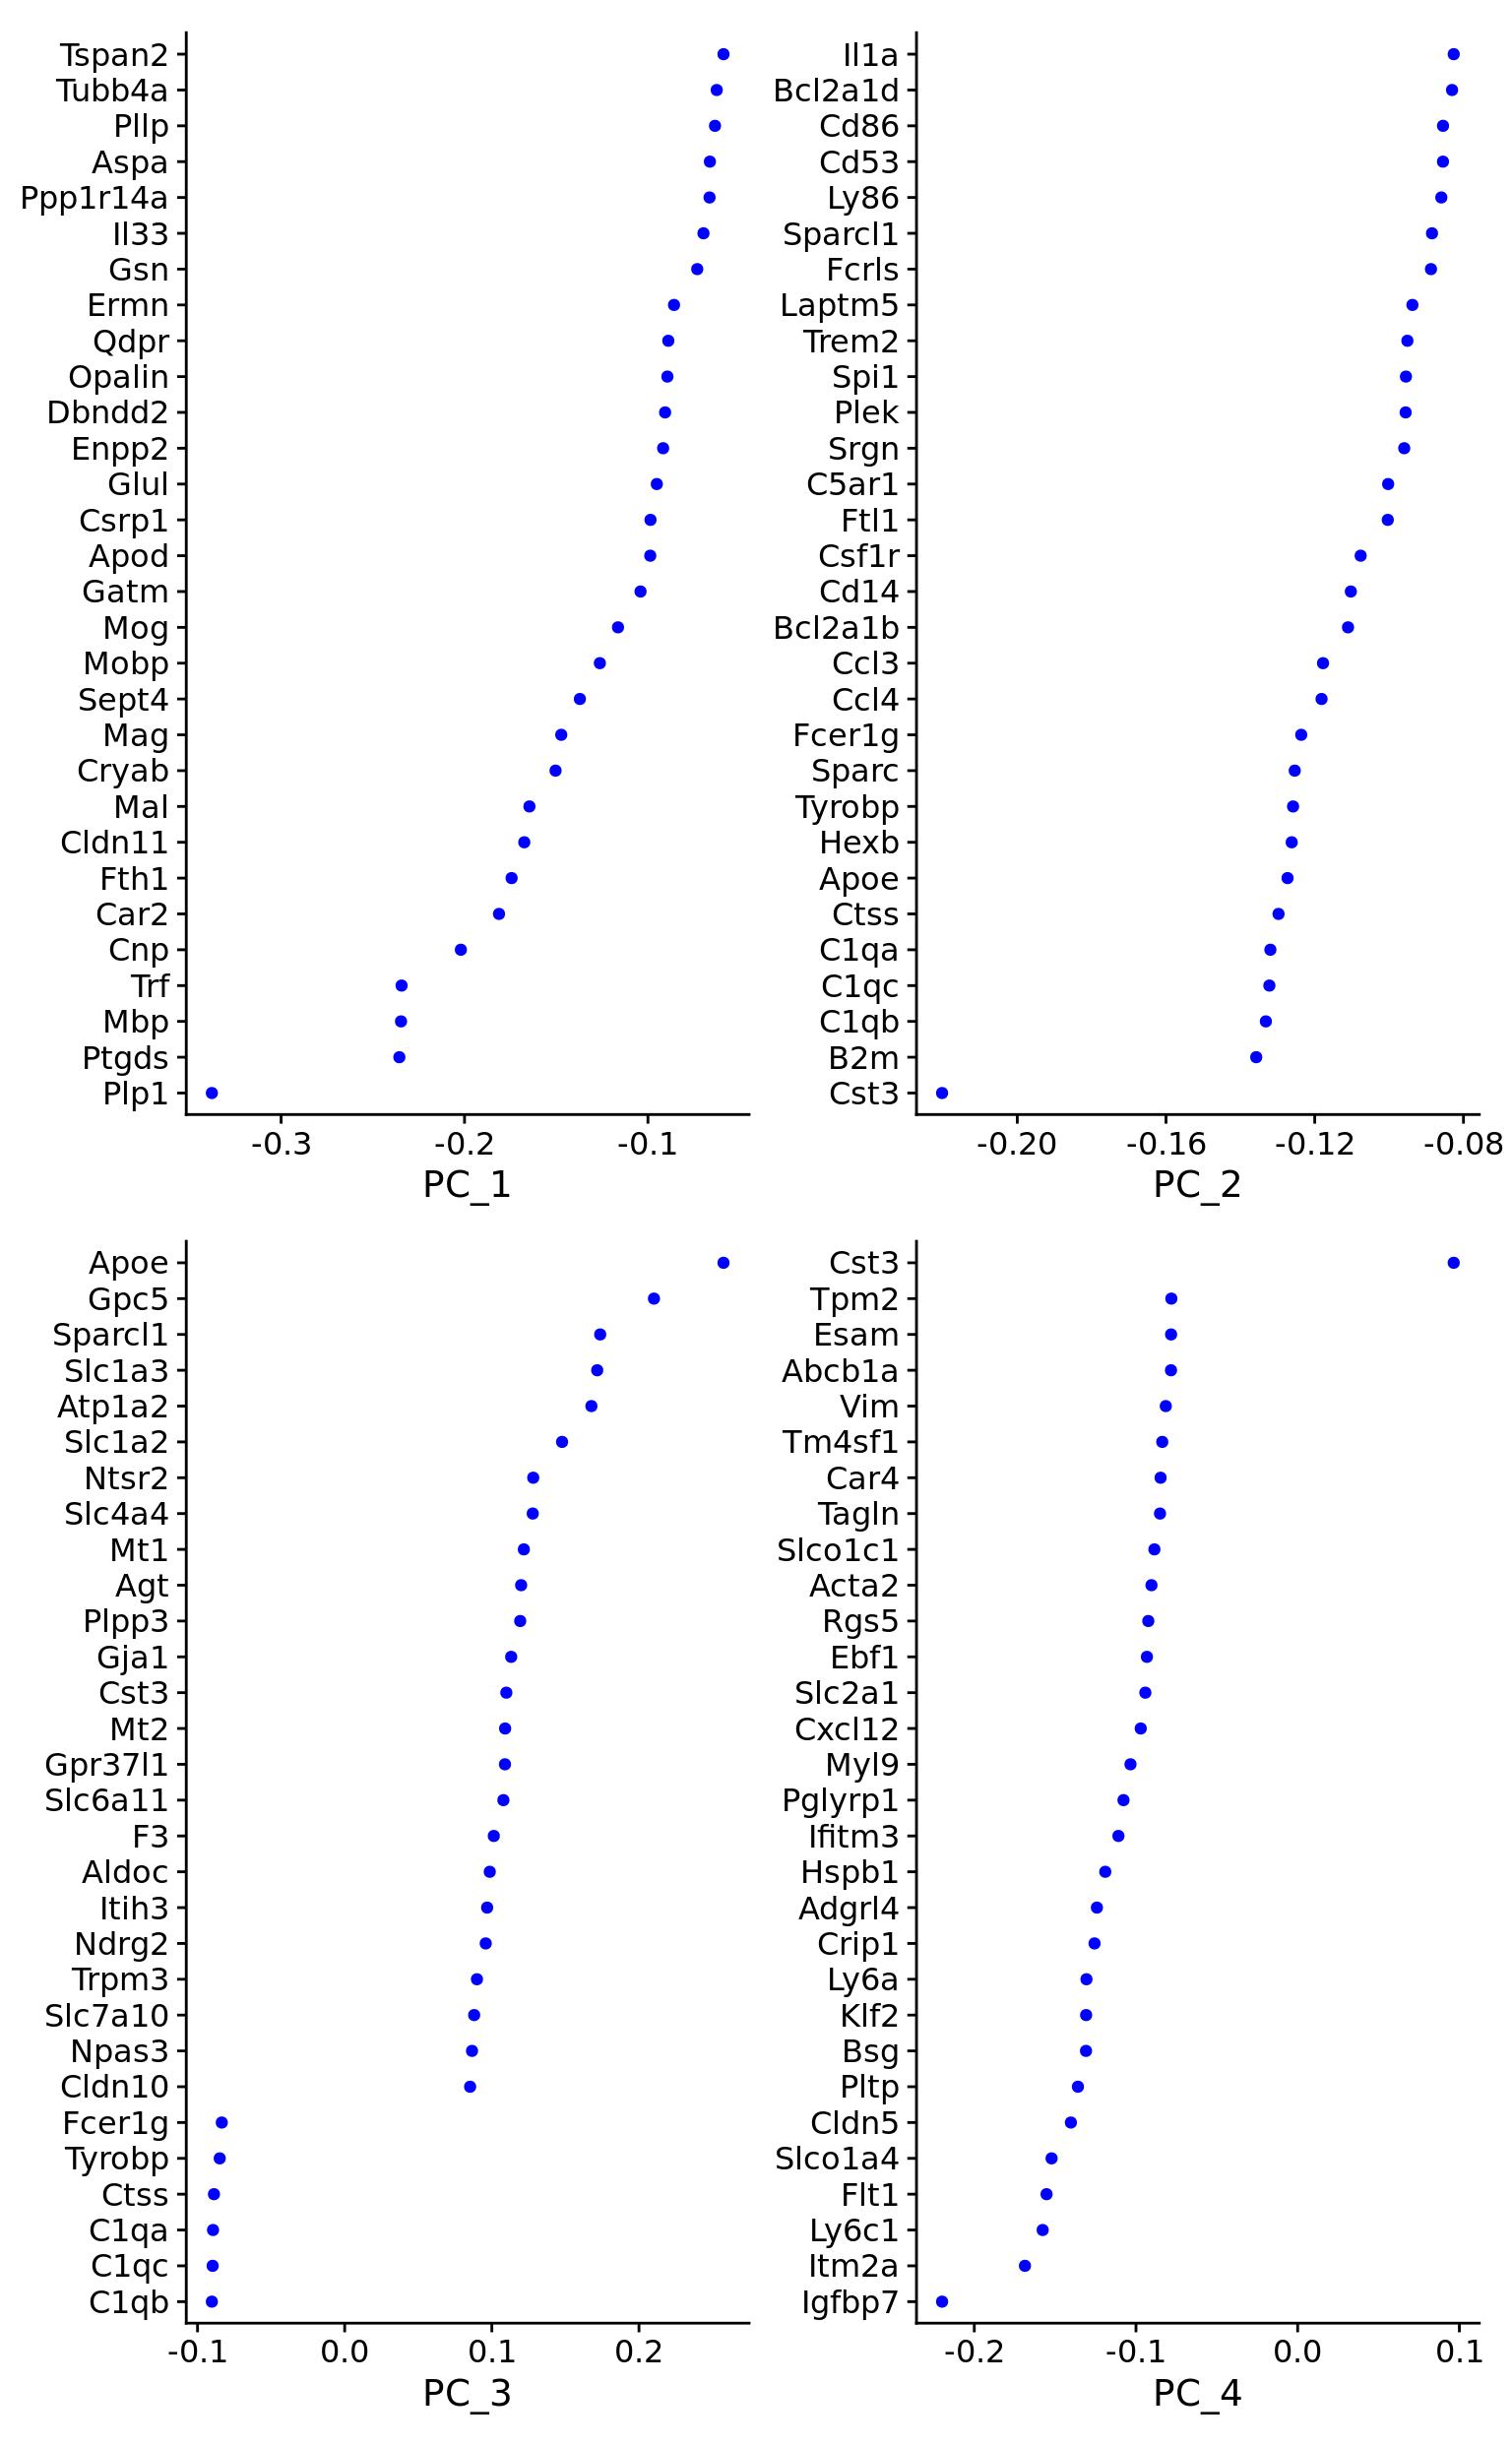 Tspan2
Tubb4a
Pllp
Aspa
Ppp1r14a
Il33
Gsn
Ermn
Qdpr
Opalin
Dbndd2
Enpp2
Glul
Csrp1
Apod
Gatm
Mog
Mobp
Sept4
Mag
Cryab
Mal
Cldn11
Fth1
Car2
Cnp
Trf
Mbp
Ptgds
Plp1
-0.3 -0.2 -0.1
PC_1
Il1a
Bcl2a1d
Cd86
Cd53
Ly86
Sparcl1
Fcrls
Laptm5
Trem2
Spi1
Plek
Srgn
C5ar1
Ftl1
Csf1r
Cd14
Bcl2a1b
Ccl3
Ccl4
Fcer1g
Sparc
Tyrobp
Hexb
Apoe
Ctss
C1qa
C1qc
C1qb
B2m
Cst3
-0.20 -0.16 -0.12 -0.08
PC_2
Apoe
Gpc5
Sparcl1
Slc1a3
Atp1a2
Slc1a2
Ntsr2
Slc4a4
Mt1
Agt
Plpp3
Gja1
Cst3
Mt2
Gpr37l1
Slc6a11
F3
Aldoc
Itih3
Ndrg2
Trpm3
Slc7a10
Npas3
Cldn10
Fcer1g
Tyrobp
Ctss
C1qa
C1qc
C1qb
-0.1 0.0 0.1 0.2
PC_3
Cst3
Tpm2
Esam
Abcb1a
Vim
Tm4sf1
Car4
Tagln
Slco1c1
Acta2
Rgs5
Ebf1
Slc2a1
Cxcl12
Myl9
Pglyrp1
Ifitm3
Hspb1
Adgrl4
Crip1
Ly6a
Klf2
Bsg
Pltp
Cldn5
Slco1a4
Flt1
Ly6c1
Itm2a
Igfbp7
-0.2 -0.1 0.0 0.1
PC_4